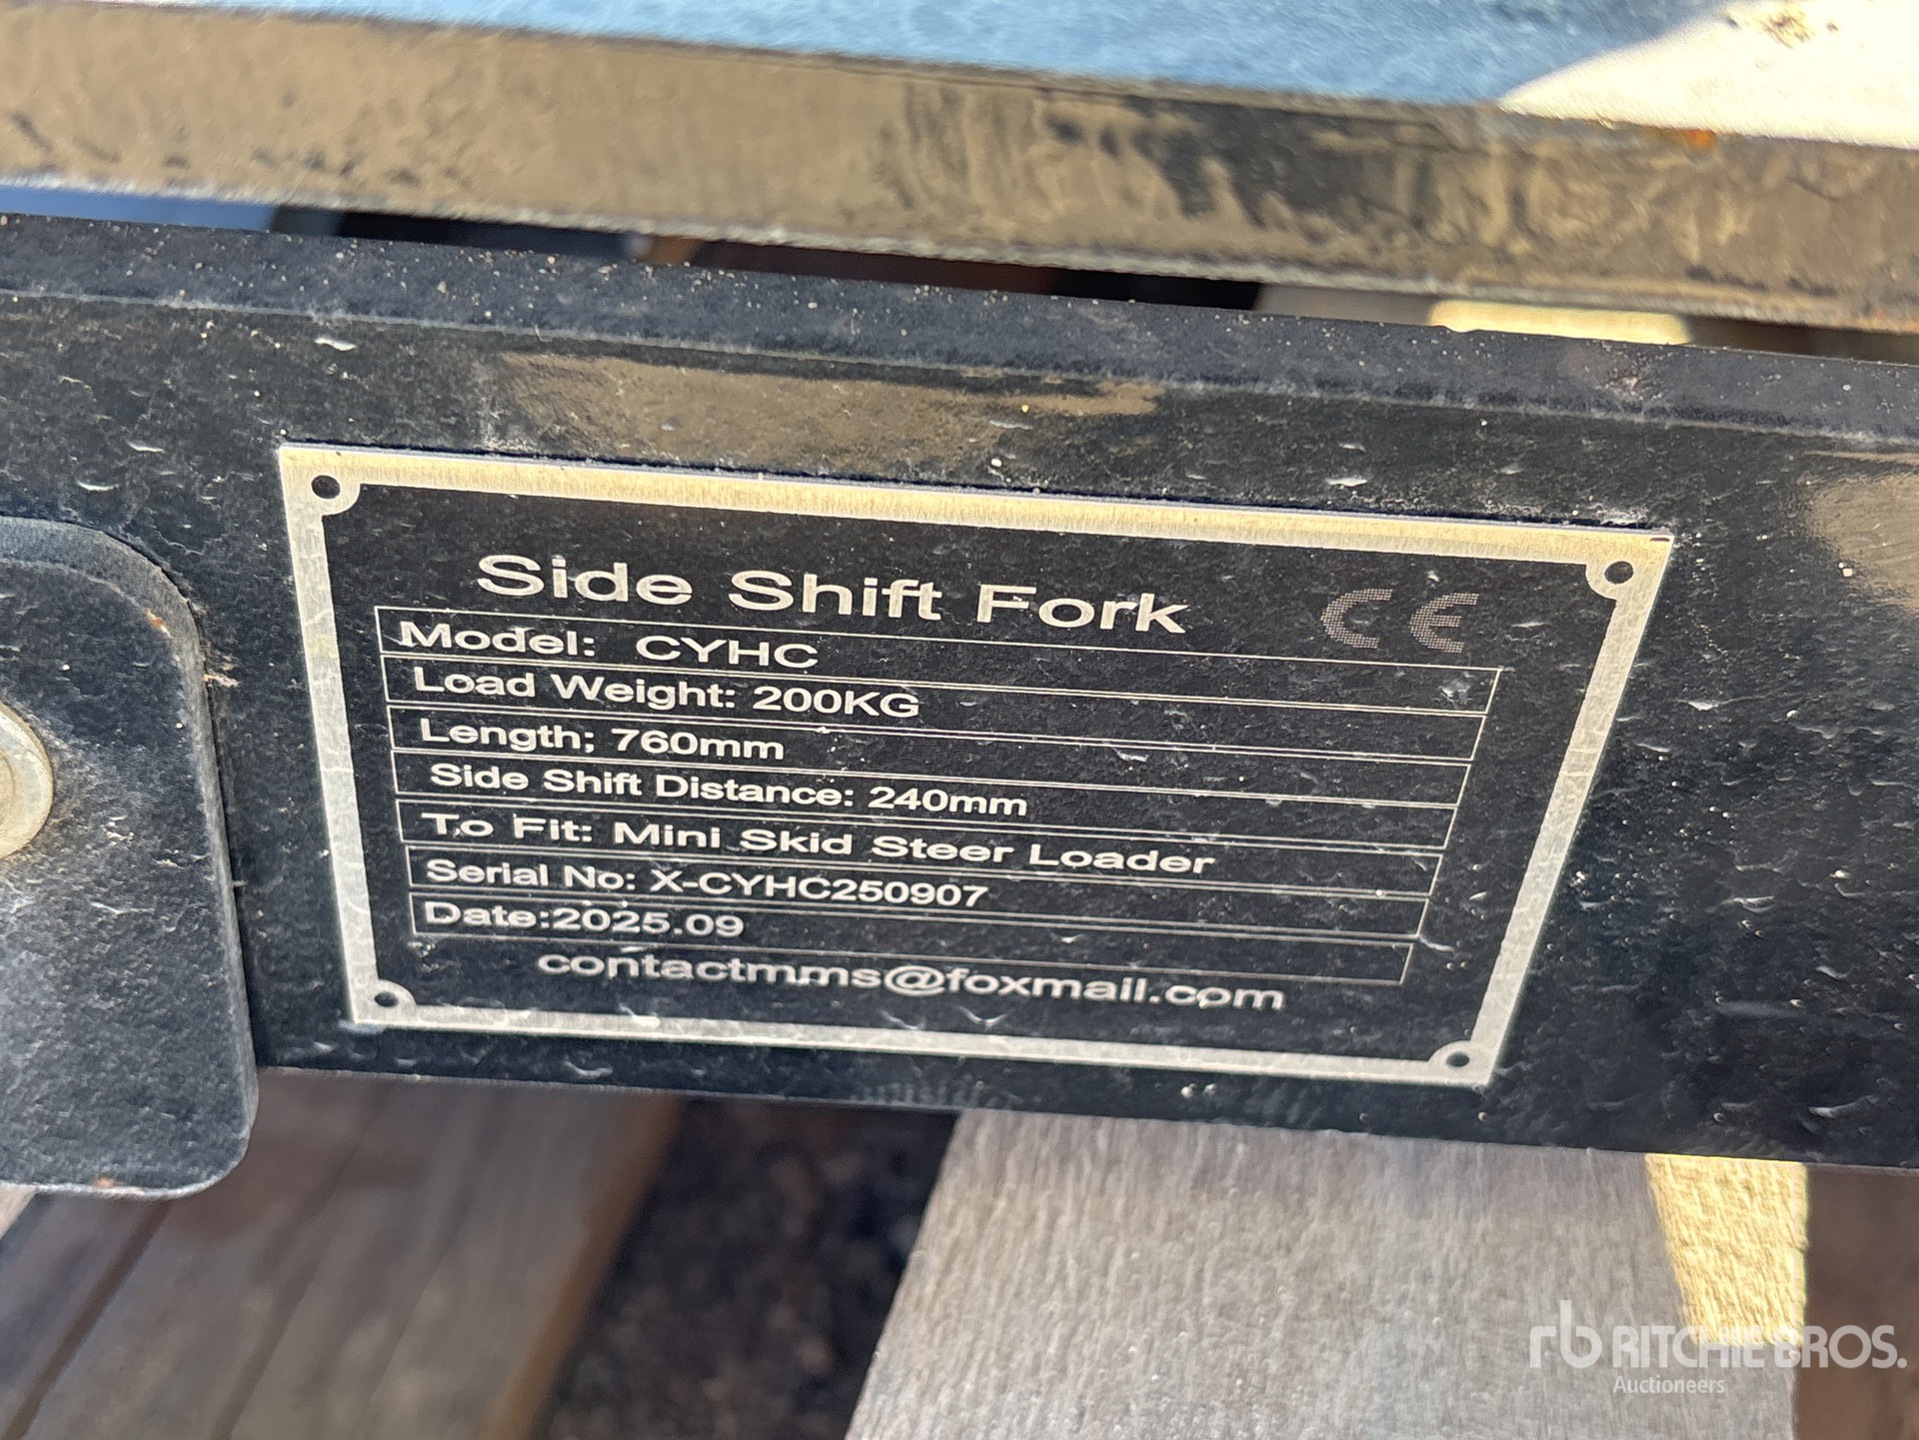 Side Shift Fork CE
Model: CYHC
Load Weight: 200KG
Length; 760mm
Side Shift Distance: 240mm
To Fit: Mini Skid Steer Loader
Serial No: X-CYHC250907
Date:2025.09
contactmms@foxmail.com
rb RITCHIE BROS.
Auctioneers